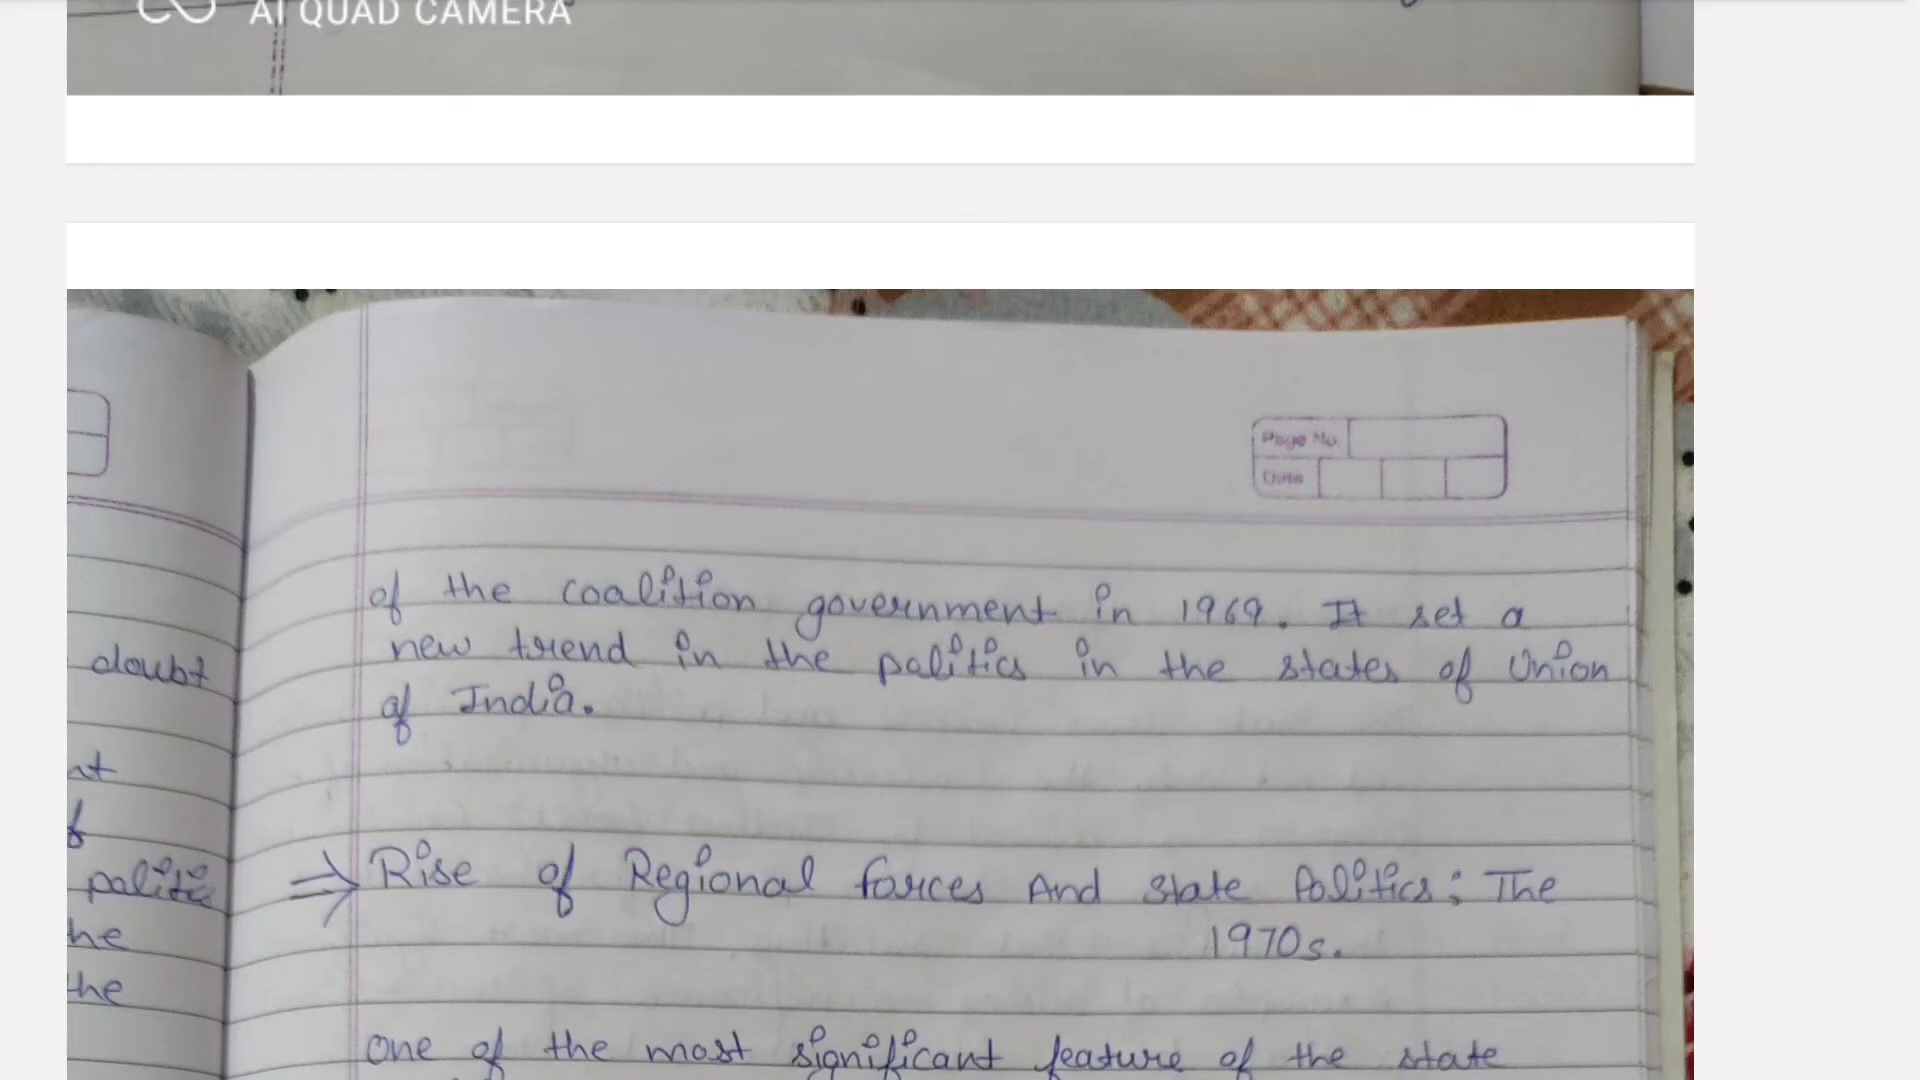 AI QUAD CAMERA
Page No.
Date
of the coalition government in 1969. It set a
new trend in the politics in the states of Union
of India.
⇒ Rise of Regional forces And State Politics: The
1970s.
One of the most significant feature of the state
doubt
politic
he
the